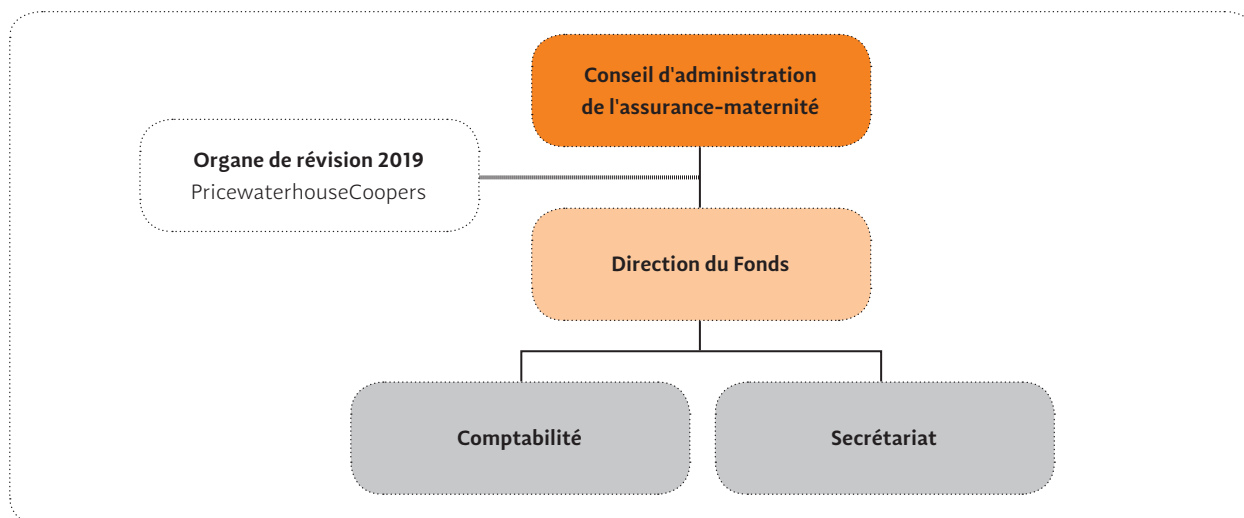 Conseil d'administration
de l'assurance-maternité
Organe de révision 2019
PricewaterhouseCoopers
Direction du Fonds
Comptabilité
Secrétariat